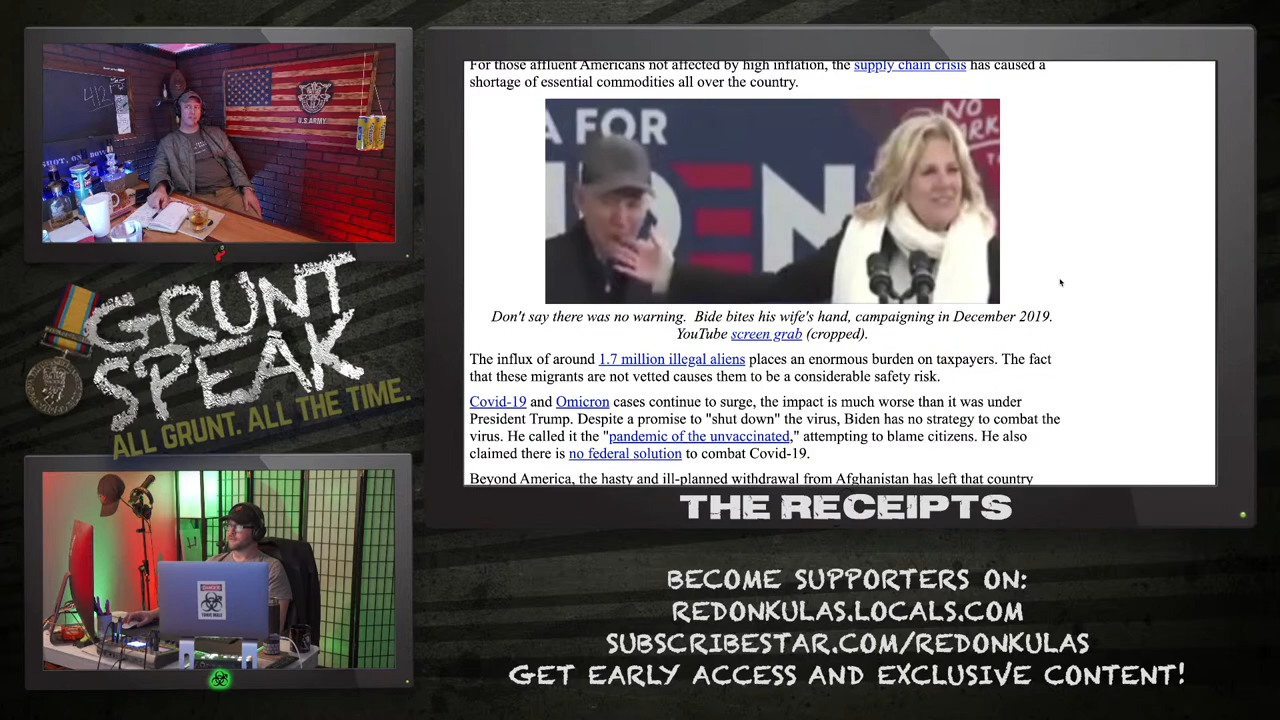 For those affluent Americans not affected by high inflation, the supply chain crisis has caused a
shortage of essential commodities all over the country.
A FOR
IDEN
NO
Don't say there was no warning.  Bide bites his wife's hand, campaigning in December 2019.
YouTube screen grab (cropped).
The influx of around 1.7 million illegal aliens places an enormous burden on taxpayers. The fact
that these migrants are not vetted causes them to be a considerable safety risk.
Covid-19 and Omicron cases continue to surge, the impact is much worse than it was under
President Trump. Despite a promise to "shut down" the virus, Biden has no strategy to combat the
virus. He called it the "pandemic of the unvaccinated," attempting to blame citizens. He also
claimed there is no federal solution to combat Covid-19.
Beyond America, the hasty and ill-planned withdrawal from Afghanistan has left that country
THE RECEIPTS
BECOME SUPPORTERS ON:
REDONKULAS.LOCALS.COM
SUBSCRIBESTAR.COM/REDONKULAS
GET EARLY ACCESS AND EXCLUSIVE CONTENT!
U.S. ARMY
GRUNT
SPEAK
ALL GRUNT. ALL THE TIME.
DANGER
TOXIC MALE